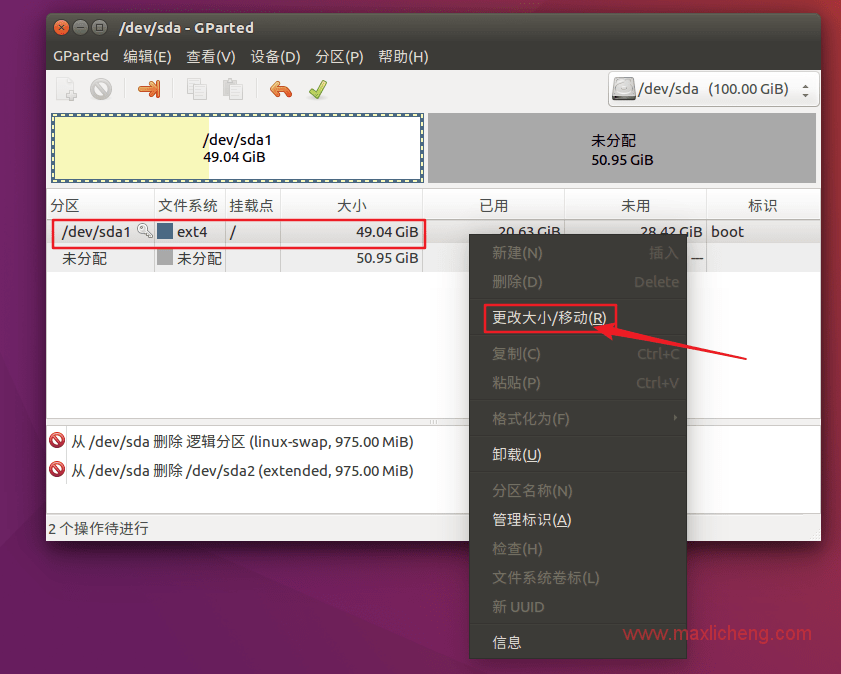 /dev/sda - GParted
GParted 编辑(E) 查看(V) 设备(D) 分区(P) 帮助(H)
/dev/sda (100.00 GiB)
/dev/sda1
49.04 GiB
未分配
50.95 GiB
分区 文件系统 挂载点 大小 已用 未用 标识
/dev/sda1 ext4 / 49.04 GiB 20.63 GiB 28.42 GiB boot
未分配 未分配 50.95 GiB —
新建(N) 插入
删除(D) Delete
更改大小/移动(R)
复制(C) Ctrl+C
粘贴(P) Ctrl+V
格式化为(F)
卸载(U)
分区名称(N)
管理标识(A)
检查(H)
文件系统卷标(L)
新 UUID
信息
从 /dev/sda 删除 逻辑分区 (linux-swap, 975.00 MiB)
从 /dev/sda 删除 /dev/sda2 (extended, 975.00 MiB)
2 个操作待进行
www.maxlicheng.com